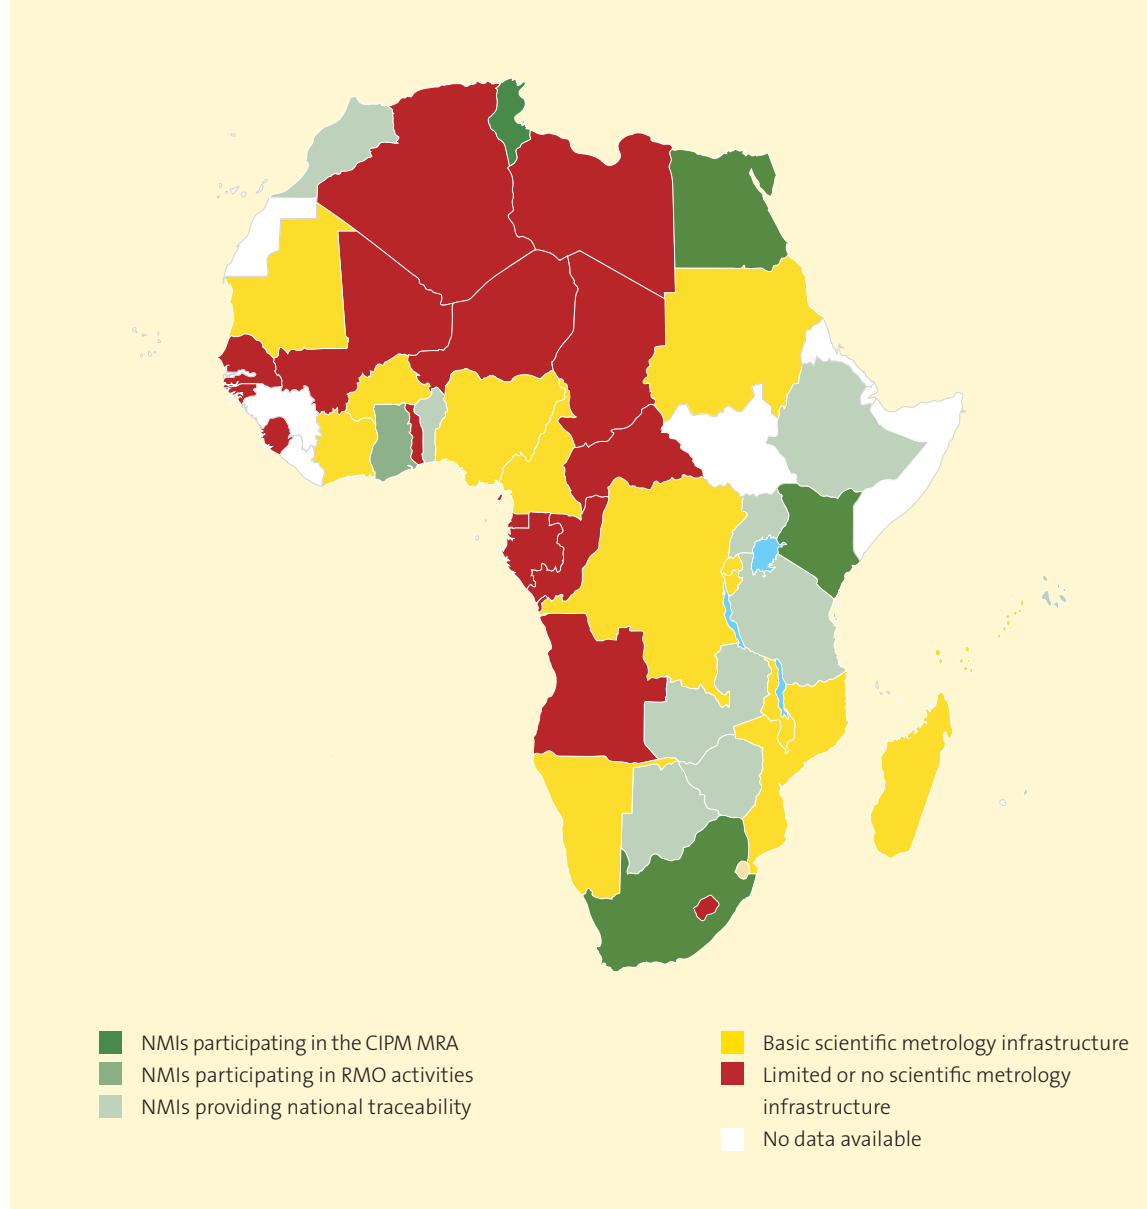 NMIs participating in the CIPM MRA
NMIs participating in RMO activities
NMIs providing national traceability
Basic scientific metrology infrastructure
Limited or no scientific metrology
infrastructure
No data available